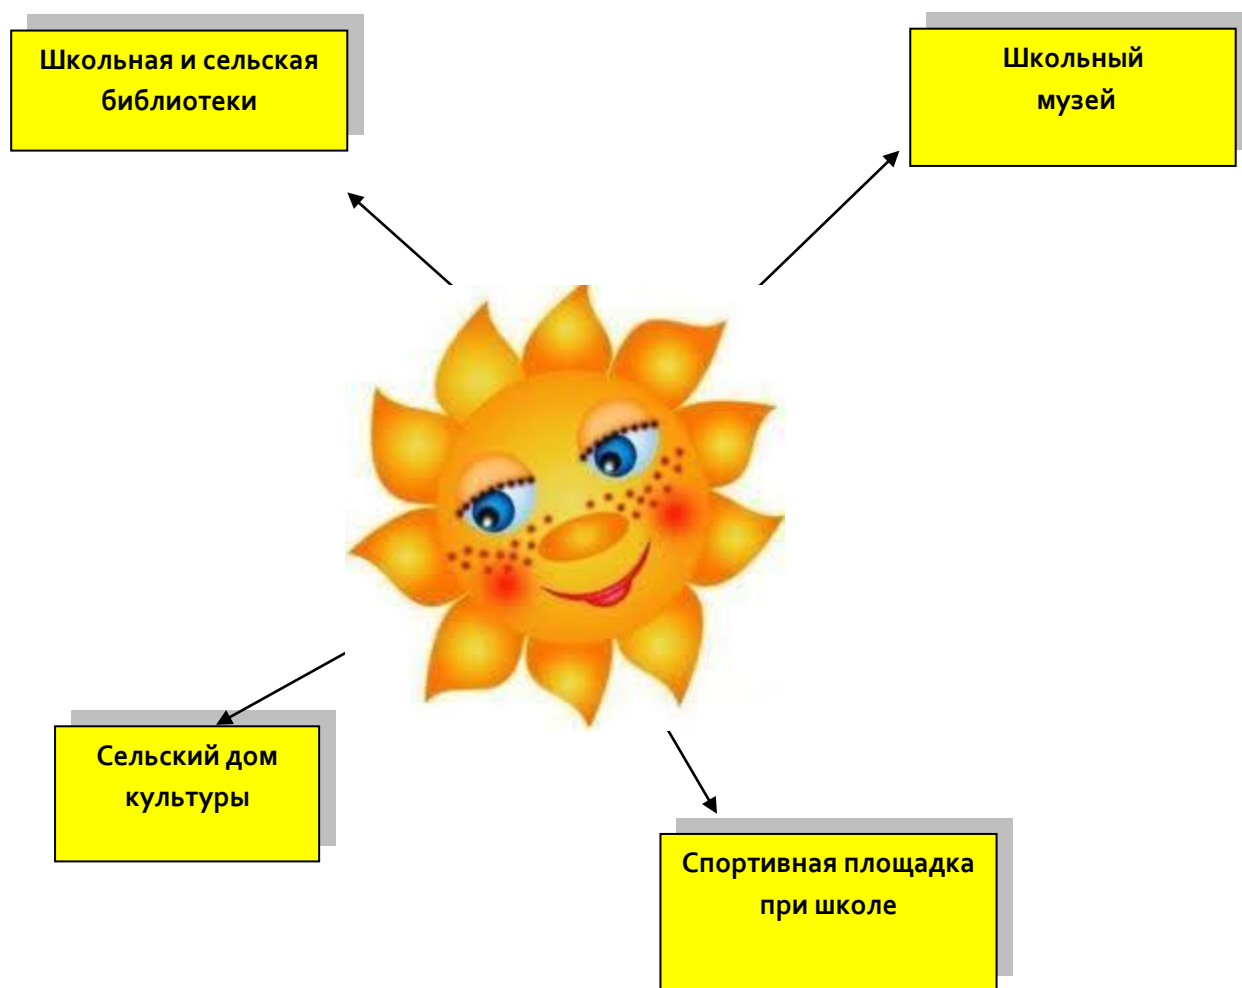 Школьная и сельская
библиотеки
Школьный
музей
Сельский дом
культуры
Спортивная площадка
при школе